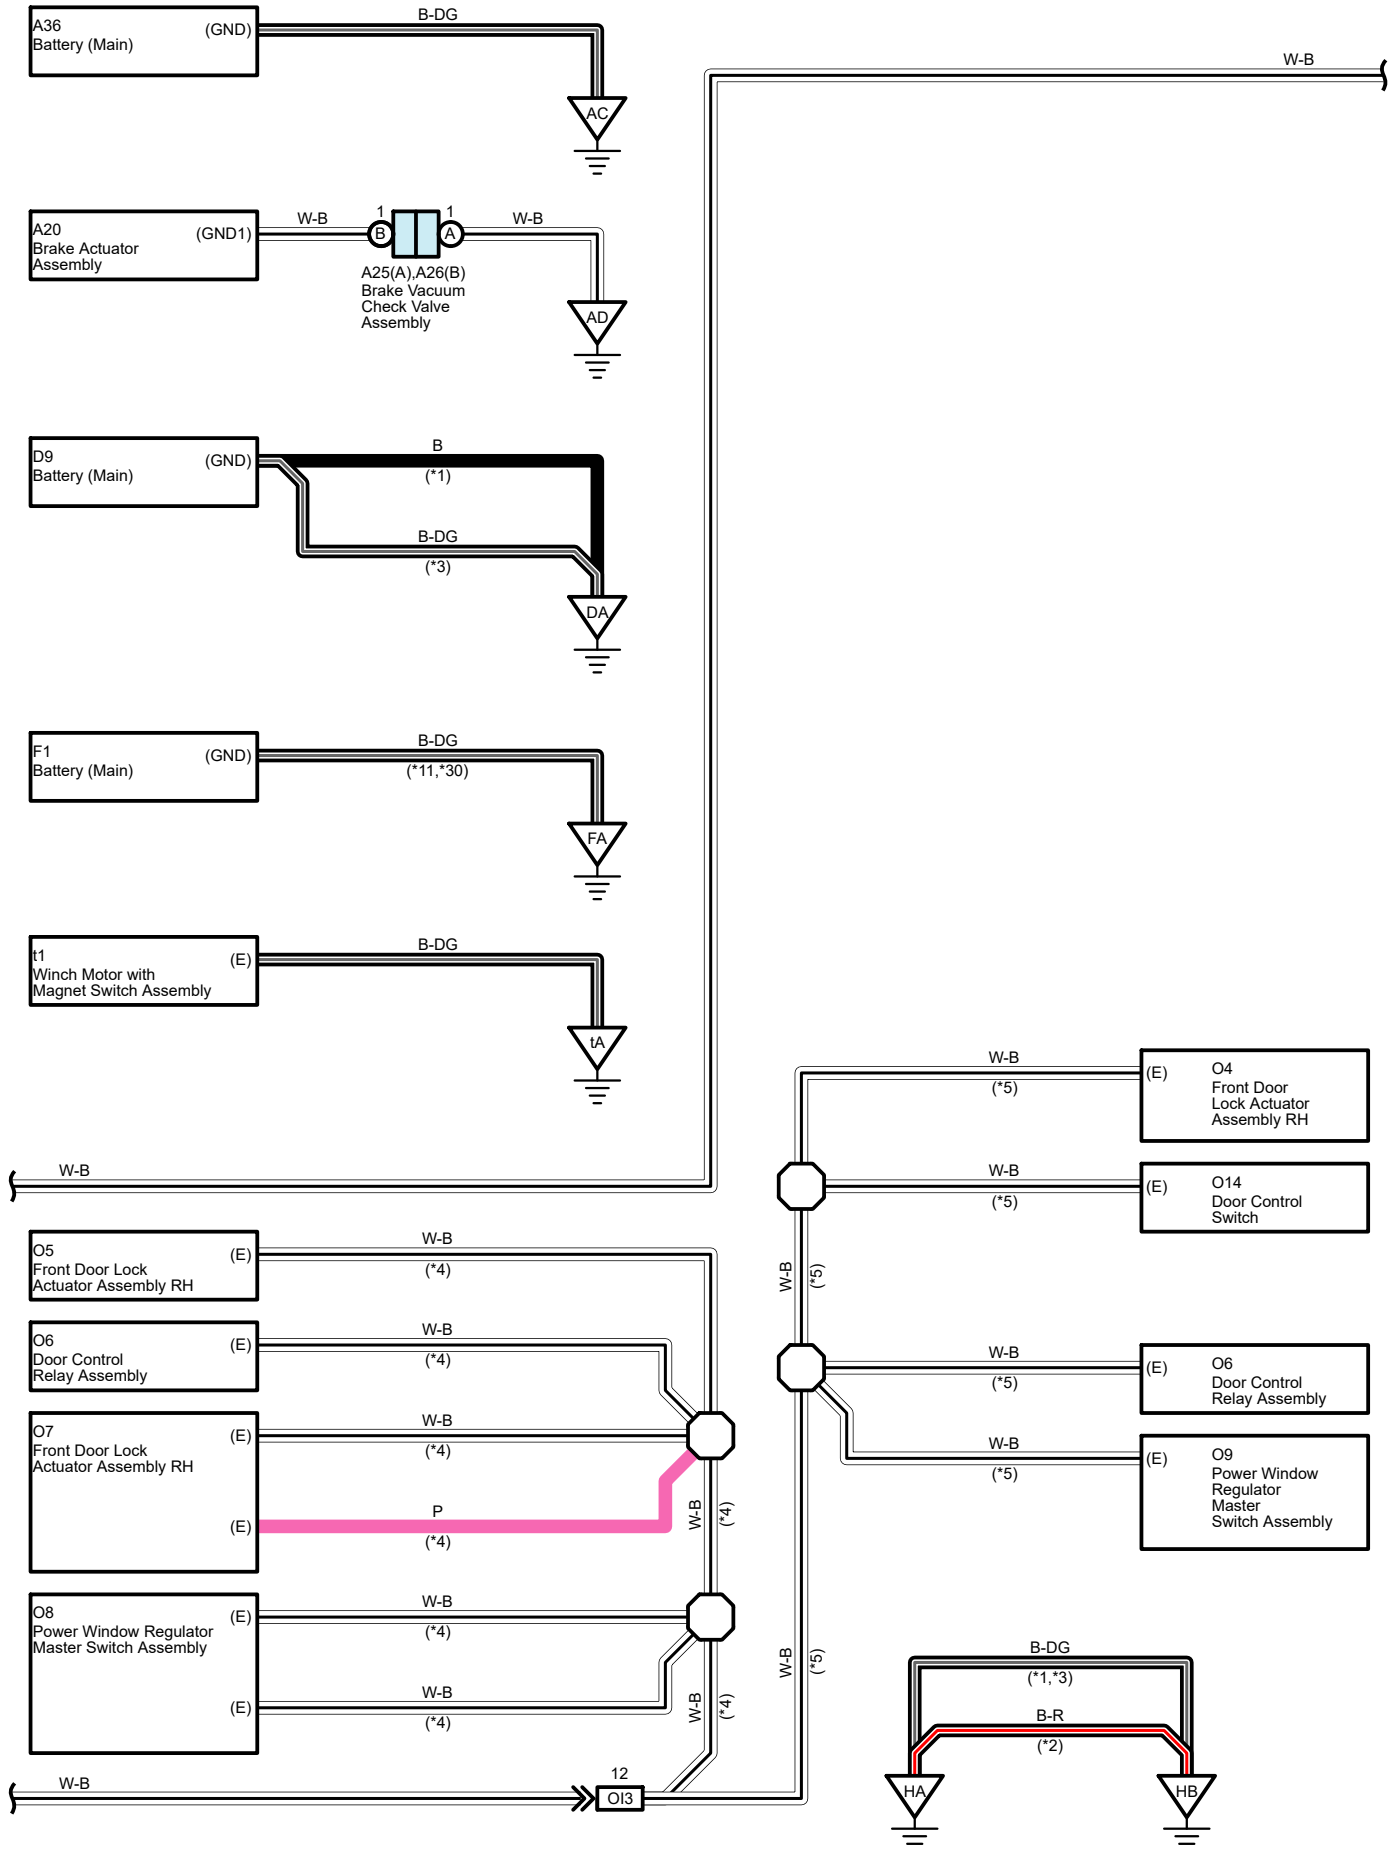 A36
Battery (Main)
(GND)
B-DG
AC
W-B
A20
Brake Actuator
Assembly
(GND1)
W-B
1
B
1
A
W-B
A25(A),A26(B)
Brake Vacuum
Check Valve
Assembly
AD
D9
Battery (Main)
(GND)
B
(*1)
B-DG
(*3)
DA
F1
Battery (Main)
(GND)
B-DG
(*11,*30)
FA
t1
Winch Motor with
Magnet Switch Assembly
(E)
B-DG
tA
W-B
O5
Front Door Lock
Actuator Assembly RH
(E)
W-B
(*4)
O6
Door Control
Relay Assembly
(E)
W-B
(*4)
O7
Front Door Lock
Actuator Assembly RH
(E)
W-B
(*4)
(E)
P
(*4)
W-B
(*4)
O8
Power Window Regulator
Master Switch Assembly
(E)
W-B
(*4)
(E)
W-B
(*4)
W-B
(*4)
W-B
12
OI3
W-B
(*5)
(E)
O4
Front Door
Lock Actuator
Assembly RH
W-B
(*5)
(E)
O14
Door Control
Switch
W-B
(*5)
W-B
(*5)
(E)
O6
Door Control
Relay Assembly
W-B
(*5)
(E)
O9
Power Window
Regulator
Master
Switch Assembly
W-B
(*5)
B-DG
(*1,*3)
B-R
(*2)
HA
HB